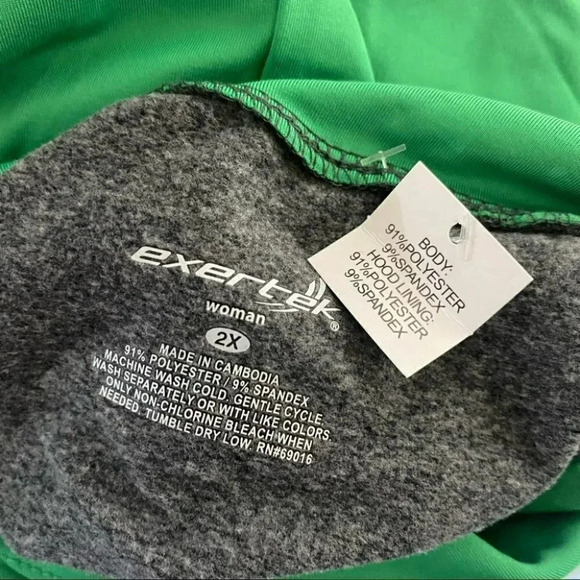 exertek®
woman
2X
MADE IN CAMBODIA
91% POLYESTER / 9% SPANDEX
MACHINE WASH COLD. GENTLE CYCLE.
WASH SEPARATELY OR WITH LIKE COLORS.
ONLY NON-CHLORINE BLEACH WHEN
NEEDED. TUMBLE DRY LOW. RN#69016
BODY:
91%POLYESTER
9%SPANDEX
HOOD LINING:
91%POLYESTER
9%SPANDEX